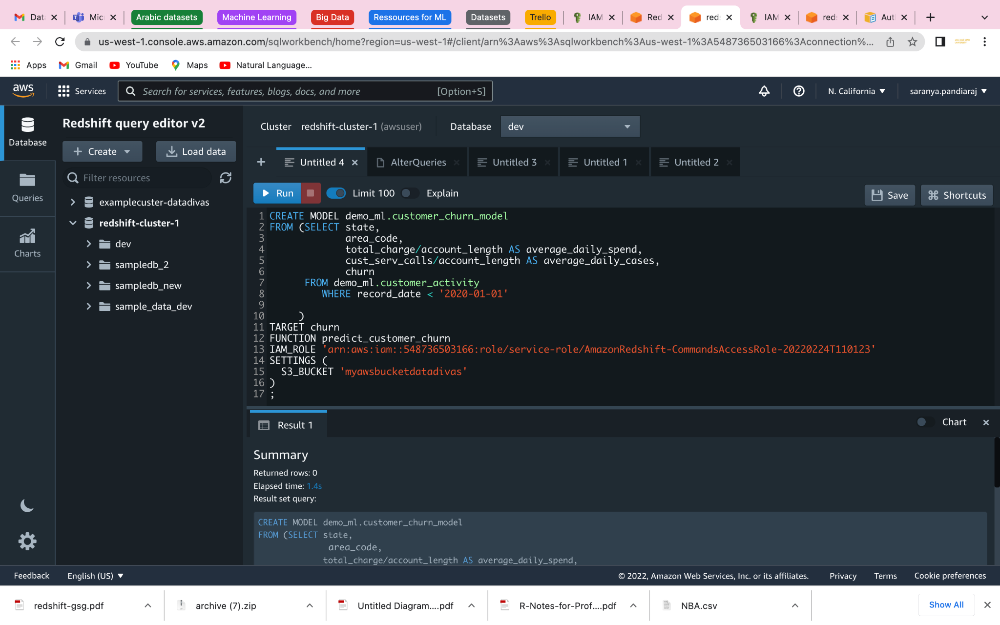 Dat
Mic
Arabic datasets
Machine Learning
Big Data
Ressources for ML
Datasets
Trello
IAM
Red
red
IAM
red
Aut
us-west-1.console.aws.amazon.com/sqlworkbench/home?region=us-west-1#/client/arn%3Aaws%3Asqlworkbench%3Aus-west-1%3A548736503166%3Aconnection%...
Apps
Gmail
YouTube
Maps
Natural Language...
aws
Services
Search for services, features, blogs, docs, and more
[Option+S]
N. California
saranya.pandiaraj
Database
Queries
Charts
Redshift query editor v2
Create
Load data
Filter resources
examplecuster-datadivas
redshift-cluster-1
dev
sampledb_2
sampledb_new
sample_data_dev
Cluster redshift-cluster-1 (awsuser)
Database dev
Untitled 4
AlterQueries
Untitled 3
Untitled 1
Untitled 2
Run
Limit 100
Explain
Save
Shortcuts
1 CREATE MODEL demo_ml.customer_churn_model
2 FROM (SELECT state,
3 area_code,
4 total_charge/account_length AS average_daily_spend,
5 cust_serv_calls/account_length AS average_daily_cases,
6 churn
7 FROM demo_ml.customer_activity
8 WHERE record_date < '2020-01-01'
9
10 )
11 TARGET churn
12 FUNCTION predict_customer_churn
13 IAM_ROLE 'arn:aws:iam::548736503166:role/service-role/AmazonRedshift-CommandsAccessRole-20220224T110123'
14 SETTINGS (
15 S3_BUCKET 'myawsbucketdatadivas'
16 )
17 ;
Result 1
Chart
Summary
Returned rows: 0
Elapsed time: 1.4s
Result set query:
CREATE MODEL demo_ml.customer_churn_model
FROM (SELECT state,
area_code,
total_charge/account_length AS average_daily_spend,
Feedback
English (US)
© 2022, Amazon Web Services, Inc. or its affiliates.
Privacy
Terms
Cookie preferences
redshift-gsg.pdf
archive (7).zip
Untitled Diagram....pdf
R-Notes-for-Prof....pdf
NBA.csv
Show All